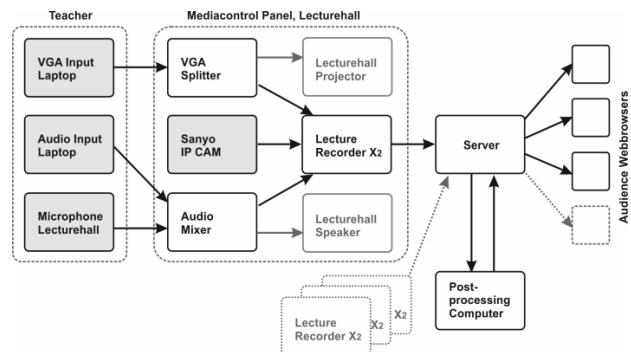 Teacher
Mediacontrol Panel, Lecturehall
VGA Input
Laptop
VGA
Splitter
Lecturehall
Projector
Audio Input
Laptop
Sanyo
IP CAM
Lecture
Recorder X2
Server
Microphone
Lecturehall
Audio
Mixer
Lecturehall
Speaker
Audience Webbrowsers
Post-
processing
Computer
X2
X2
Lecture
Recorder X2